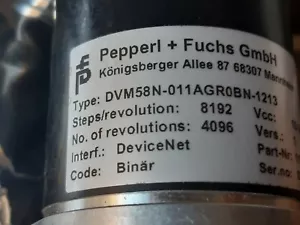 Pepperl + Fuchs GmbH
Königsberger Allee 87 68307 Mannheim
Type: DVM58N-011AGR0BN-1213
Steps/revolution: 8192 Vcc:
No. of revolutions: 4096 Vers.:
Interf.: DeviceNet Part-No
Code: Binär Ser.no: